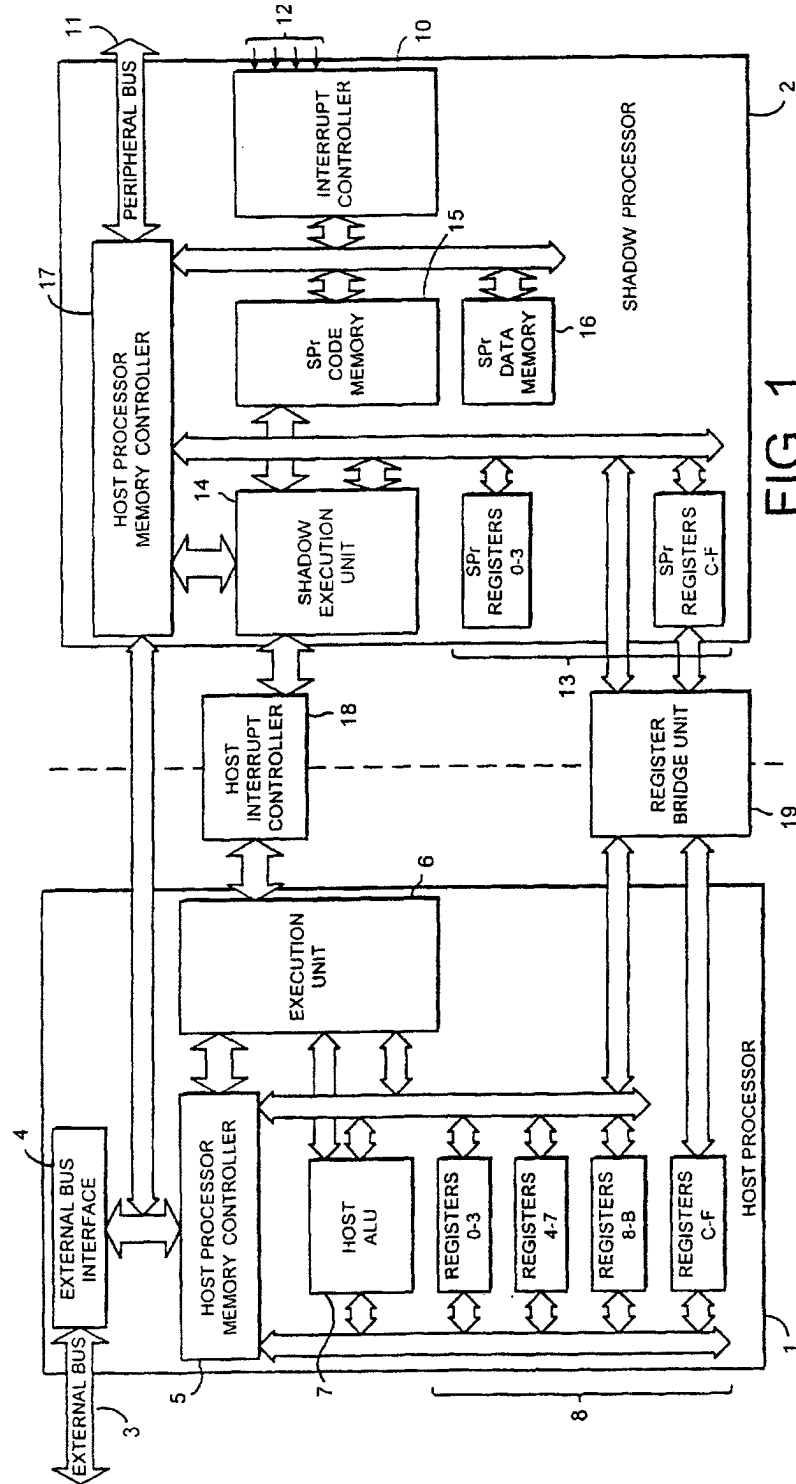 EXTERNAL BUS
3
4
EXTERNAL BUS
INTERFACE
HOST PROCESSOR
MEMORY CONTROLLER
5
EXECUTION
UNIT
6
HOST
ALU
7
REGISTERS
0-3
REGISTERS
4-7
REGISTERS
8-B
REGISTERS
C-F
8
HOST PROCESSOR
1
HOST
INTERRUPT
CONTROLLER
18
REGISTER
BRIDGE UNIT
19
17
HOST PROCESSOR
MEMORY CONTROLLER
PERIPHERAL BUS
11
14
SHADOW
EXECUTION
UNIT
SPr
CODE
MEMORY
15
INTERRUPT
CONTROLLER
12
10
SPr
REGISTERS
0-3
SPr
DATA
MEMORY
16
13
SPr
REGISTERS
C-F
SHADOW PROCESSOR
2
FIG. 1